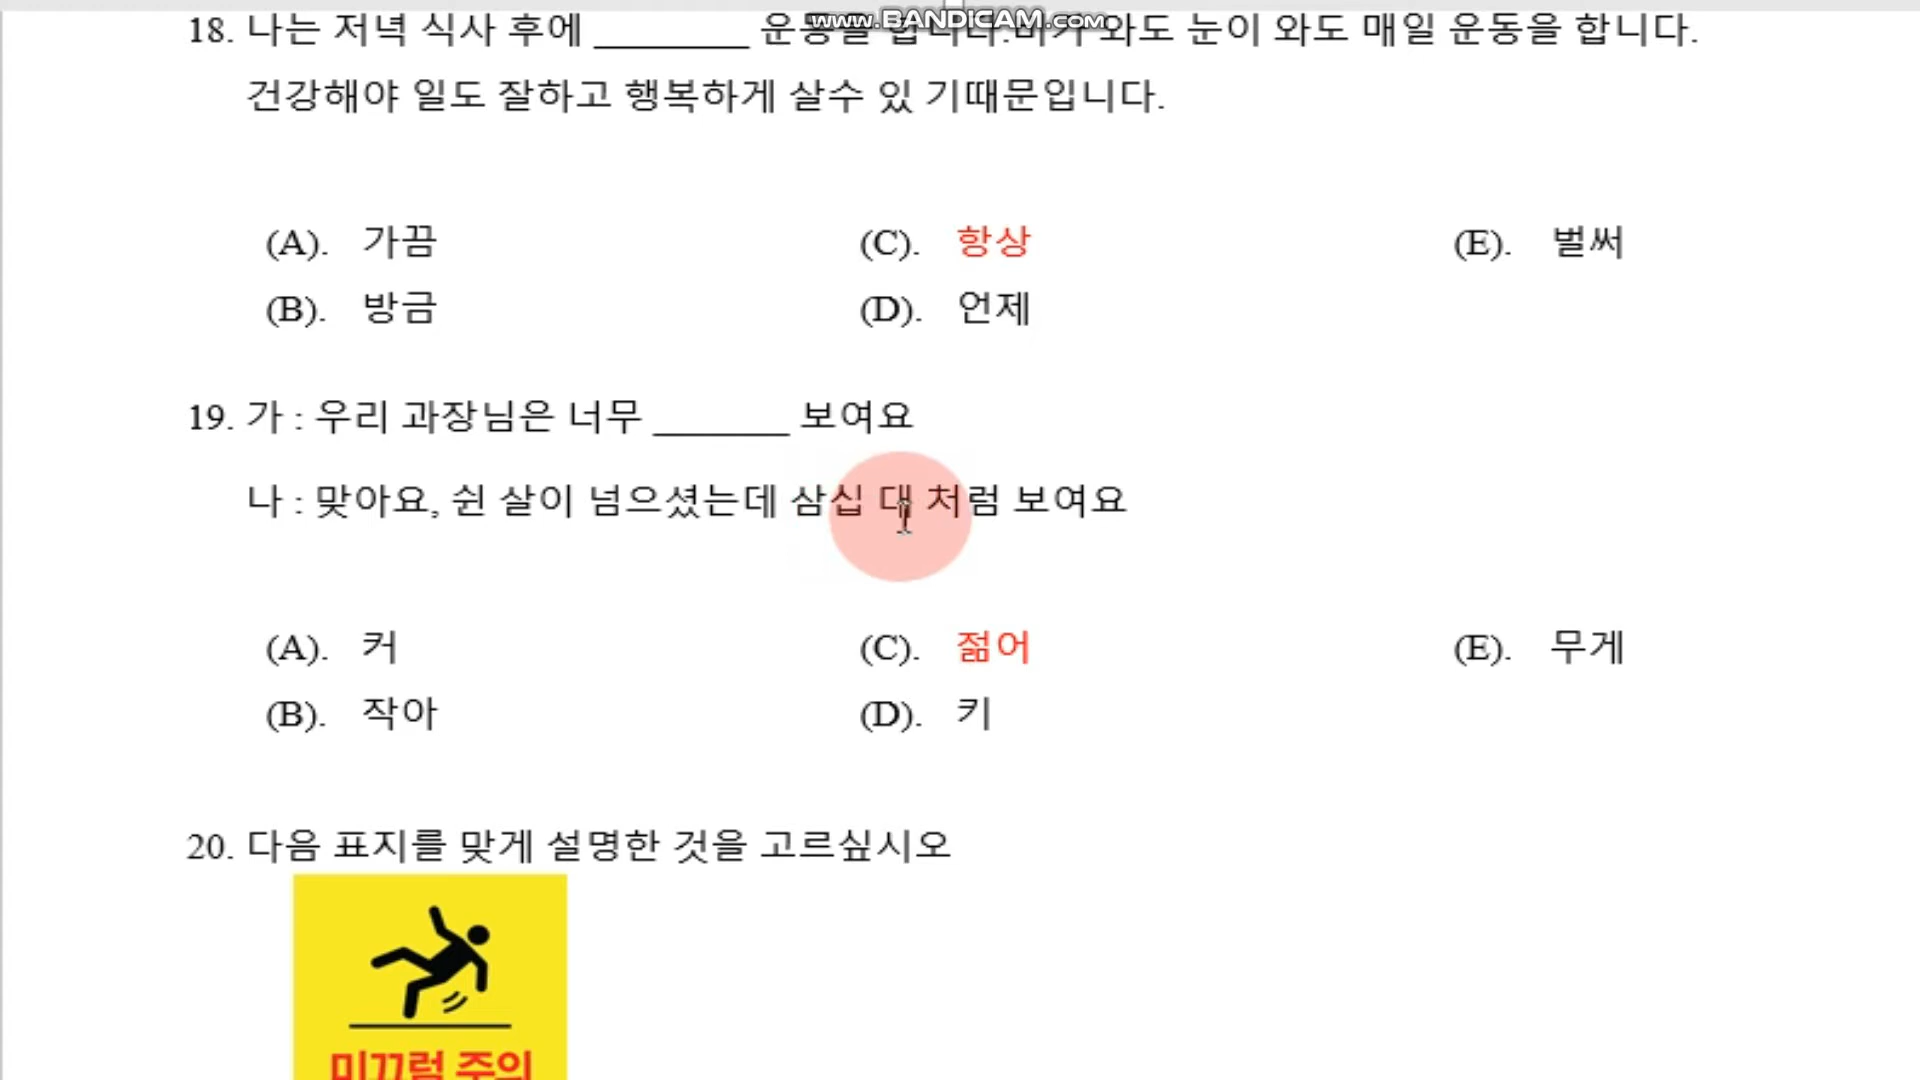 www.BANDICAM.com
18. 나는 저녁 식사 후에 ________ 운동을 합니다.비가 와도 눈이 와도 매일 운동을 합니다.
건강해야 일도 잘하고 행복하게 살수 있 기때문입니다.
(A). 가끔 (C). 항상 (E). 벌써
(B). 방금 (D). 언제
19. 가 : 우리 과장님은 너무 _______ 보여요
나 : 맞아요, 쉰 살이 넘으셨는데 삼십 대 처럼 보여요
(A). 커 (C). 젊어 (E). 무게
(B). 작아 (D). 키
20. 다음 표지를 맞게 설명한 것을 고르싶시오
미끄럼 주의